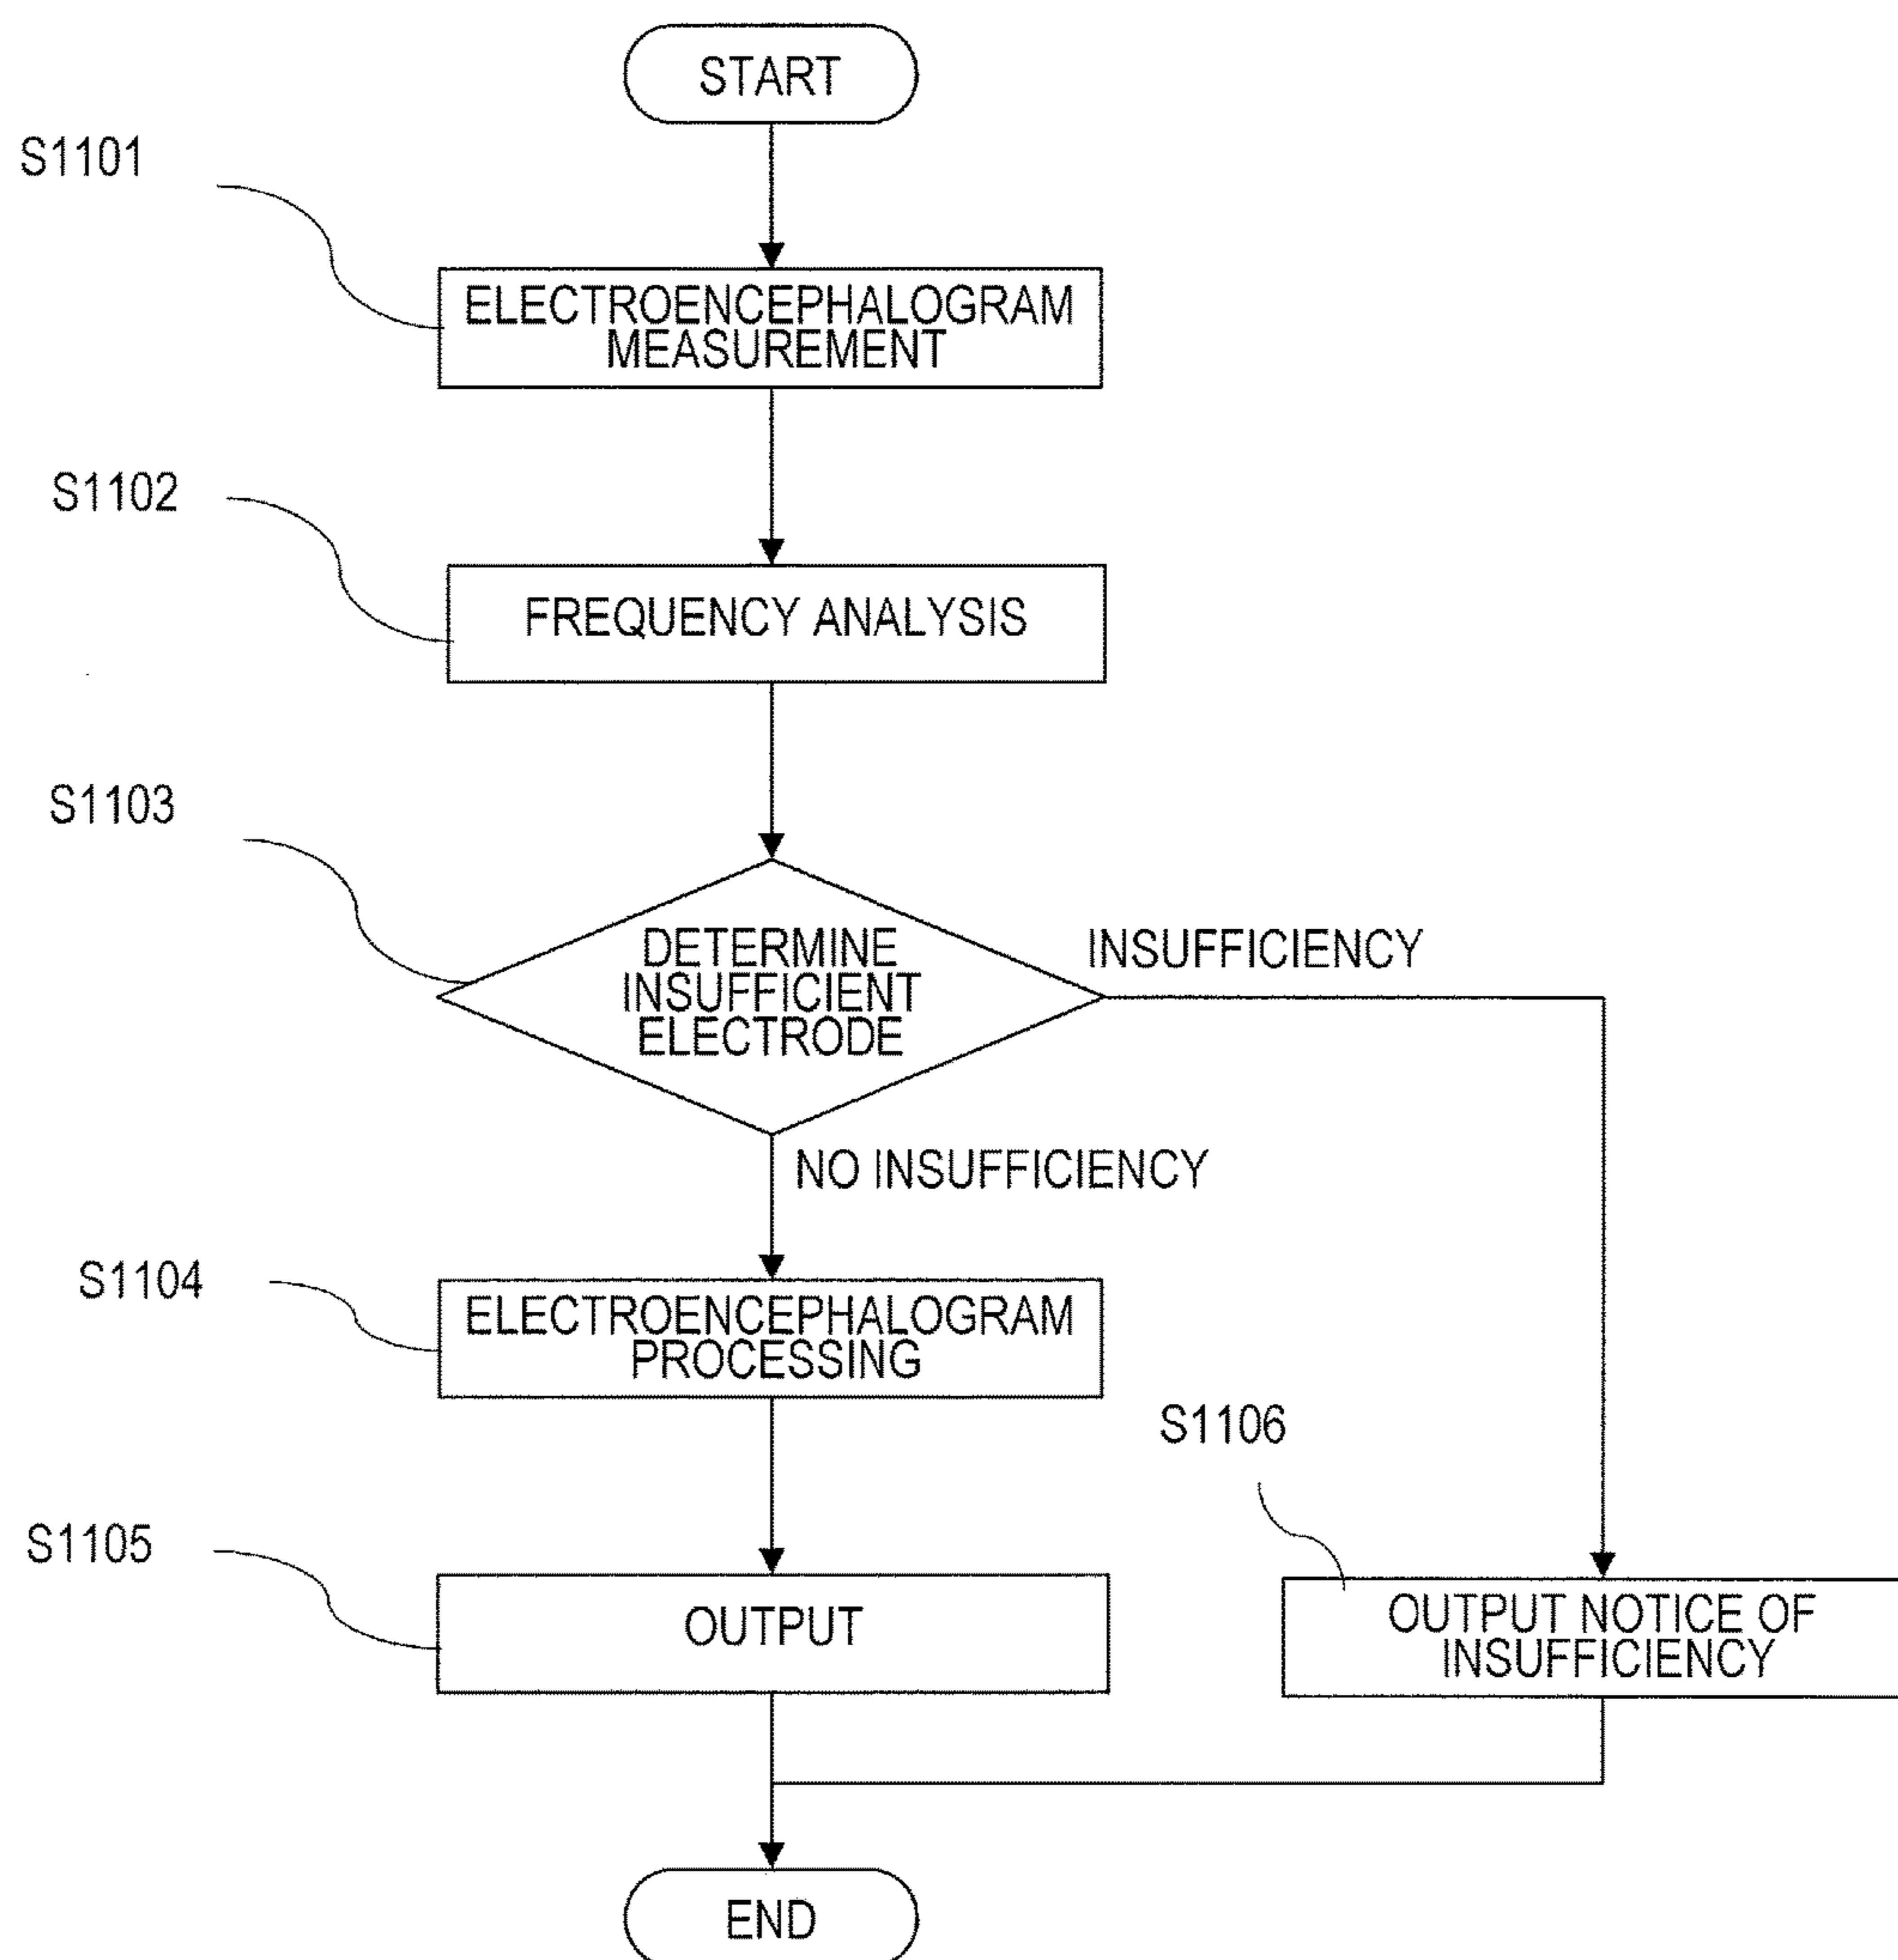 START
S1101
ELECTROENCEPHALOGRAM
MEASUREMENT
S1102
FREQUENCY ANALYSIS
S1103
DETERMINE
INSUFFICIENT
ELECTRODE
INSUFFICIENCY
NO INSUFFICIENCY
S1104
ELECTROENCEPHALOGRAM
PROCESSING
S1106
S1105
OUTPUT
OUTPUT NOTICE OF
INSUFFICIENCY
END